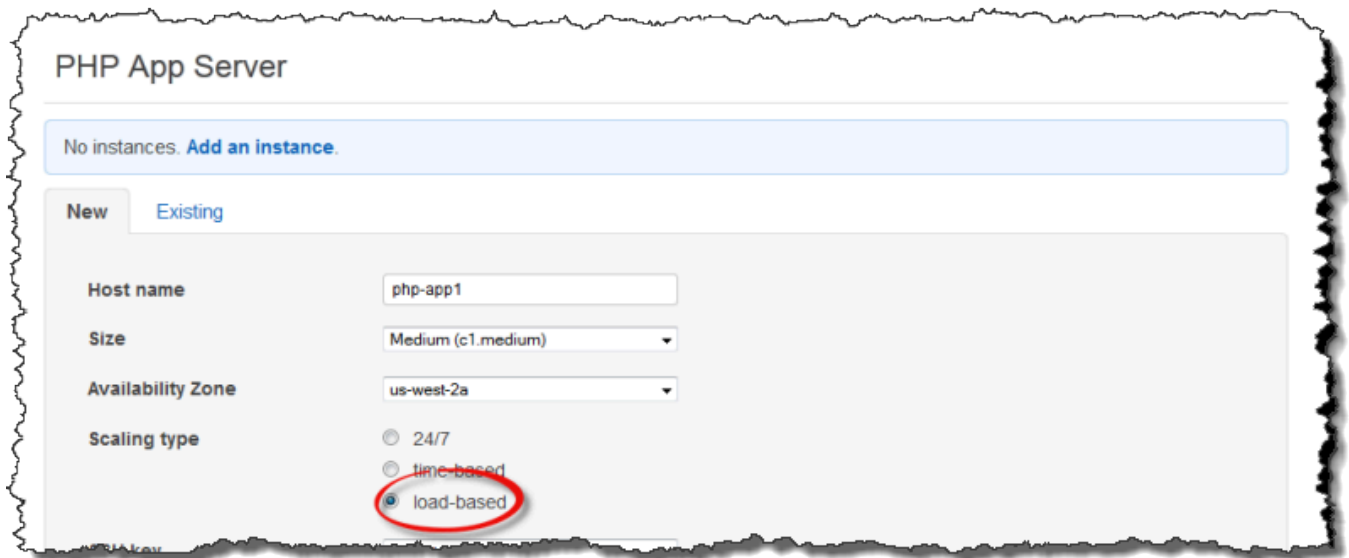 PHP App Server
No instances. Add an instance.
New Existing
Host name php-app1
Size Medium (c1.medium)
Availability Zone us-west-2a
Scaling type 24/7
time-based
load-based
key